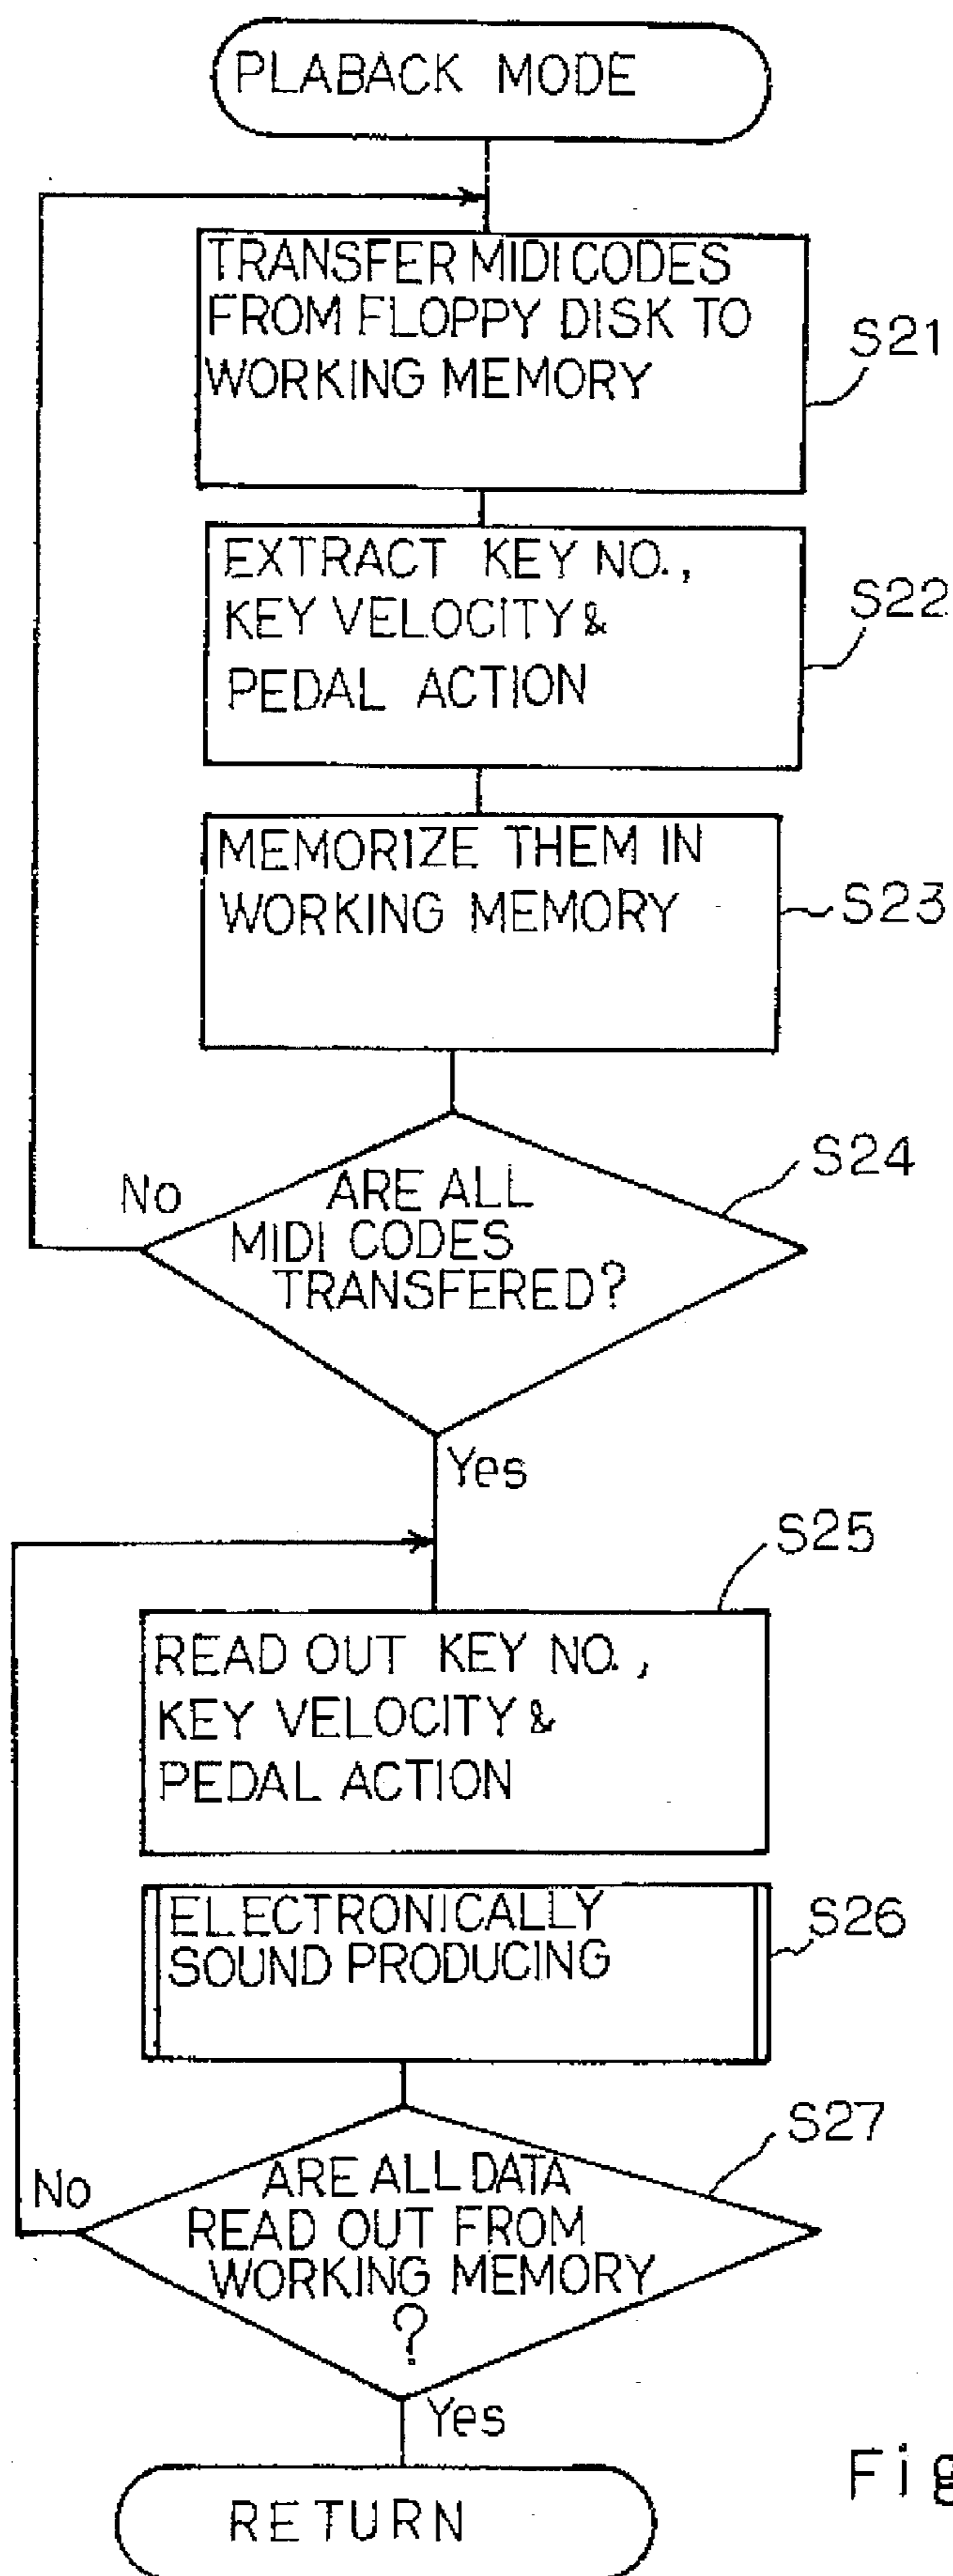 PLABACK MODE
TRANSFER MIDI CODES
FROM FLOPPY DISK TO
WORKING MEMORY
S21
EXTRACT KEY NO.,
KEY VELOCITY &
PEDAL ACTION
S22
MEMORIZE THEM IN
WORKING MEMORY
S23
S24
No
ARE ALL
MIDI CODES
TRANSFERED?
Yes
S25
READ OUT KEY NO.,
KEY VELOCITY &
PEDAL ACTION
ELECTRONICALLY
SOUND PRODUCING
S26
S27
No
ARE ALL DATA
READ OUT FROM
WORKING MEMORY
?
Yes
RETURN
Fig